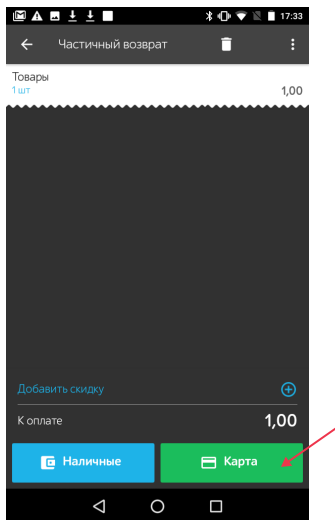 17:33
Частичный возврат
Товары
1 шт 1,00
Добавить скидку
К оплате 1,00
Наличные Карта